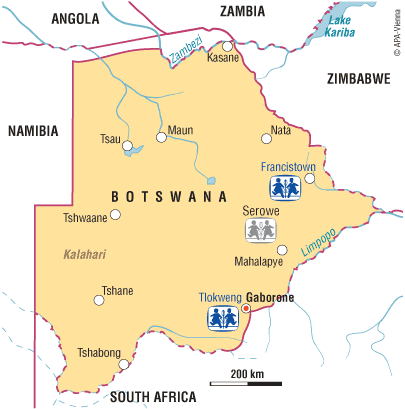 ANGOLA
ZAMBIA
Lake
Kariba
© APA-Vienna
Zambezi
Kasane
ZIMBABWE
NAMIBIA
Maun
Nata
Tsau
Francistown
BOTSWANA
Serowe
Tshwaane
Limpopo
Kalahari
Mahalapye
Tshane
Tlokweng Gaborone
Tshabong
200 km
SOUTH AFRICA